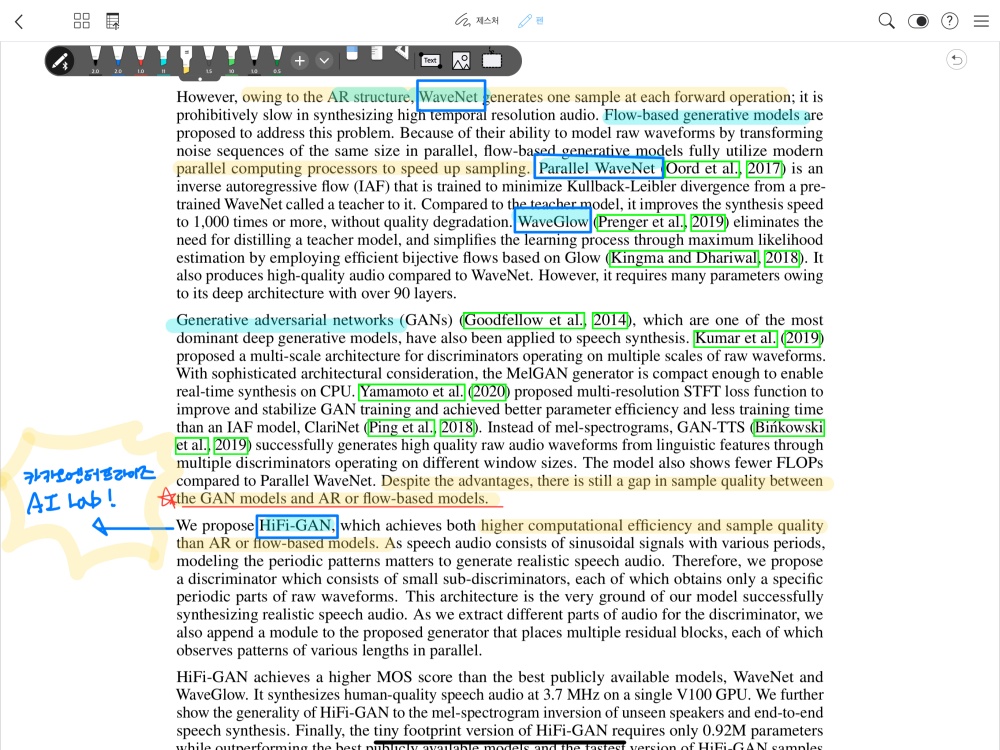 제스처
펜
2.0
2.0
1.0
11
1.5
10
1.0
0.5
Text
However, owing to the AR structure, WaveNet generates one sample at each forward operation; it is
prohibitively slow in synthesizing high temporal resolution audio. Flow-based generative models are
proposed to address this problem. Because of their ability to model raw waveforms by transforming
noise sequences of the same size in parallel, flow-based generative models fully utilize modern
parallel computing processors to speed up sampling. Parallel WaveNet (Oord et al., 2017) is an
inverse autoregressive flow (IAF) that is trained to minimize Kullback-Leibler divergence from a pre-
trained WaveNet called a teacher to it. Compared to the teacher model, it improves the synthesis speed
to 1,000 times or more, without quality degradation. WaveGlow (Prenger et al., 2019) eliminates the
need for distilling a teacher model, and simplifies the learning process through maximum likelihood
estimation by employing efficient bijective flows based on Glow (Kingma and Dhariwal, 2018). It
also produces high-quality audio compared to WaveNet. However, it requires many parameters owing
to its deep architecture with over 90 layers.
Generative adversarial networks (GANs) (Goodfellow et al., 2014), which are one of the most
dominant deep generative models, have also been applied to speech synthesis. Kumar et al. (2019)
proposed a multi-scale architecture for discriminators operating on multiple scales of raw waveforms.
With sophisticated architectural consideration, the MelGAN generator is compact enough to enable
real-time synthesis on CPU. Yamamoto et al. (2020) proposed multi-resolution STFT loss function to
improve and stabilize GAN training and achieved better parameter efficiency and less training time
than an IAF model, ClariNet (Ping et al., 2018). Instead of mel-spectrograms, GAN-TTS (Bińkowski
et al., 2019) successfully generates high quality raw audio waveforms from linguistic features through
multiple discriminators operating on different window sizes. The model also shows fewer FLOPs
compared to Parallel WaveNet. Despite the advantages, there is still a gap in sample quality between
the GAN models and AR or flow-based models.
카카오엔터프라이즈
AI Lab!
We propose HiFi-GAN, which achieves both higher computational efficiency and sample quality
than AR or flow-based models. As speech audio consists of sinusoidal signals with various periods,
modeling the periodic patterns matters to generate realistic speech audio. Therefore, we propose
a discriminator which consists of small sub-discriminators, each of which obtains only a specific
periodic parts of raw waveforms. This architecture is the very ground of our model successfully
synthesizing realistic speech audio. As we extract different parts of audio for the discriminator, we
also append a module to the proposed generator that places multiple residual blocks, each of which
observes patterns of various lengths in parallel.
HiFi-GAN achieves a higher MOS score than the best publicly available models, WaveNet and
WaveGlow. It synthesizes human-quality speech audio at 3.7 MHz on a single V100 GPU. We further
show the generality of HiFi-GAN to the mel-spectrogram inversion of unseen speakers and end-to-end
speech synthesis. Finally, the tiny footprint version of HiFi-GAN requires only 0.92M parameters
while outperforming the best publicly available models and the fastest version of HiFi-GAN samples